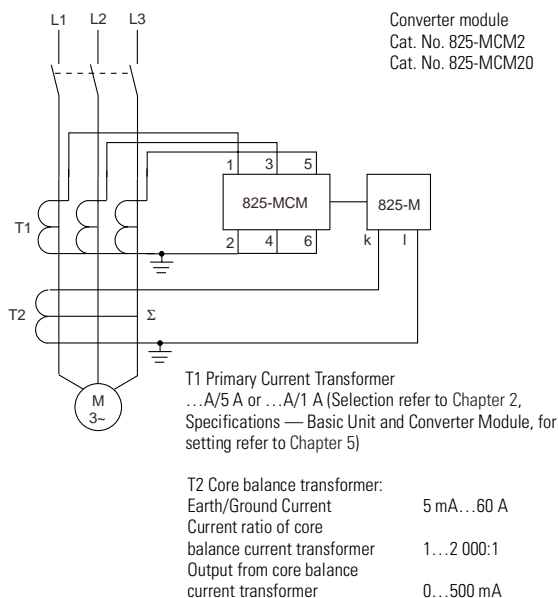 L1 L2 L3
Converter module
Cat. No. 825-MCM2
Cat. No. 825-MCM20
1 3 5
825-MCM
825-M
2 4 6
k l
T1
T2
Σ
M
3~
T1 Primary Current Transformer
…A/5 A or …A/1 A (Selection refer to Chapter 2,
Specifications — Basic Unit and Converter Module, for
setting refer to Chapter 5)
T2 Core balance transformer:
Earth/Ground Current 5 mA…60 A
Current ratio of core
balance current transformer 1…2 000:1
Output from core balance
current transformer 0…500 mA